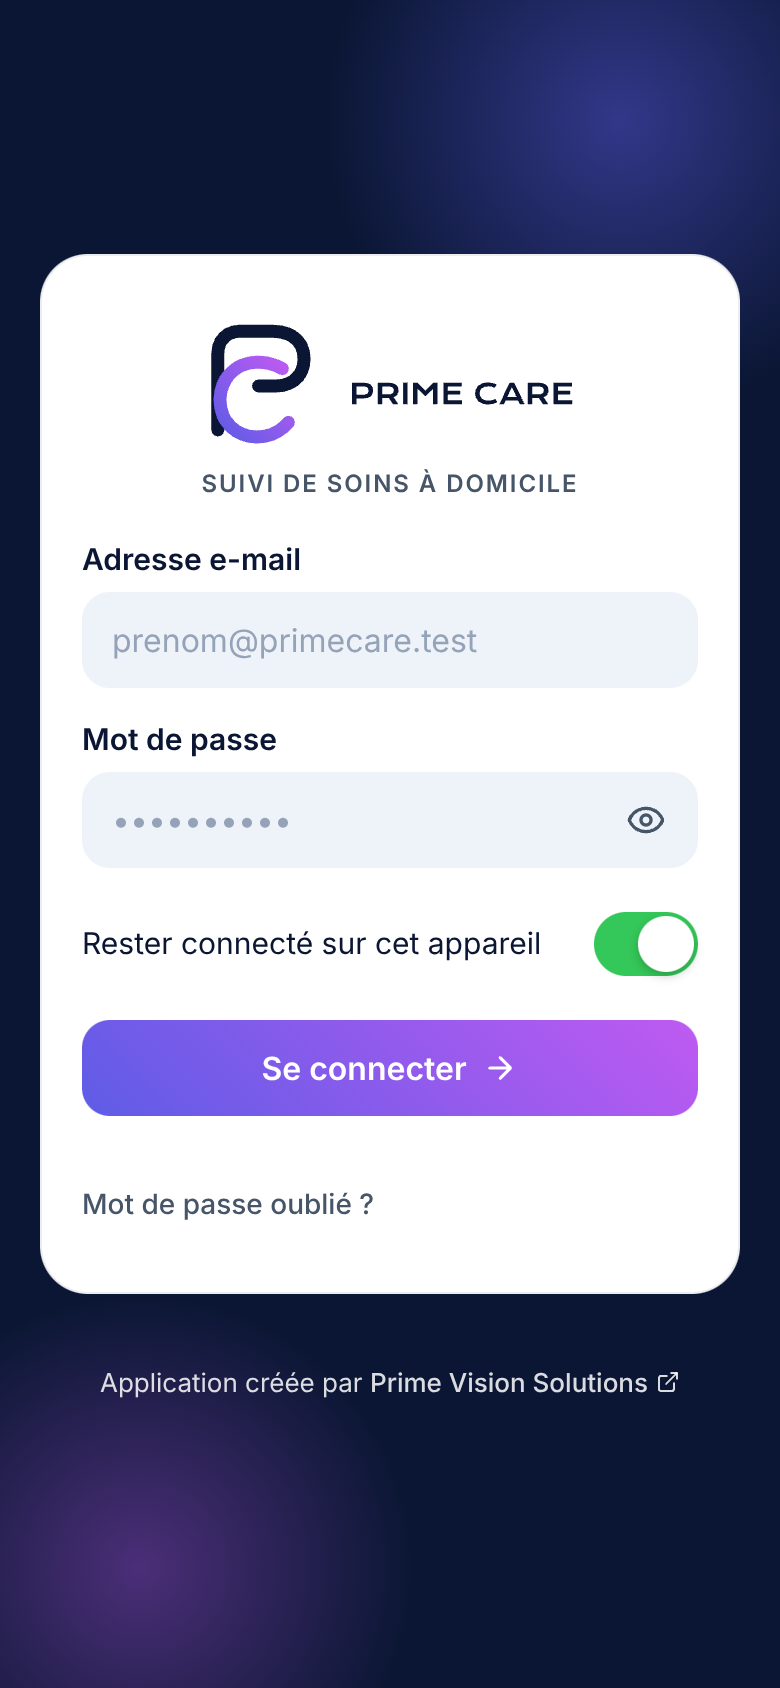 PRIME CARE
SUIVI DE SOINS À DOMICILE
Adresse e-mail
prenom@primecare.test
Mot de passe
••••••••••
Rester connecté sur cet appareil
Se connecter →
Mot de passe oublié ?
Application créée par Prime Vision Solutions